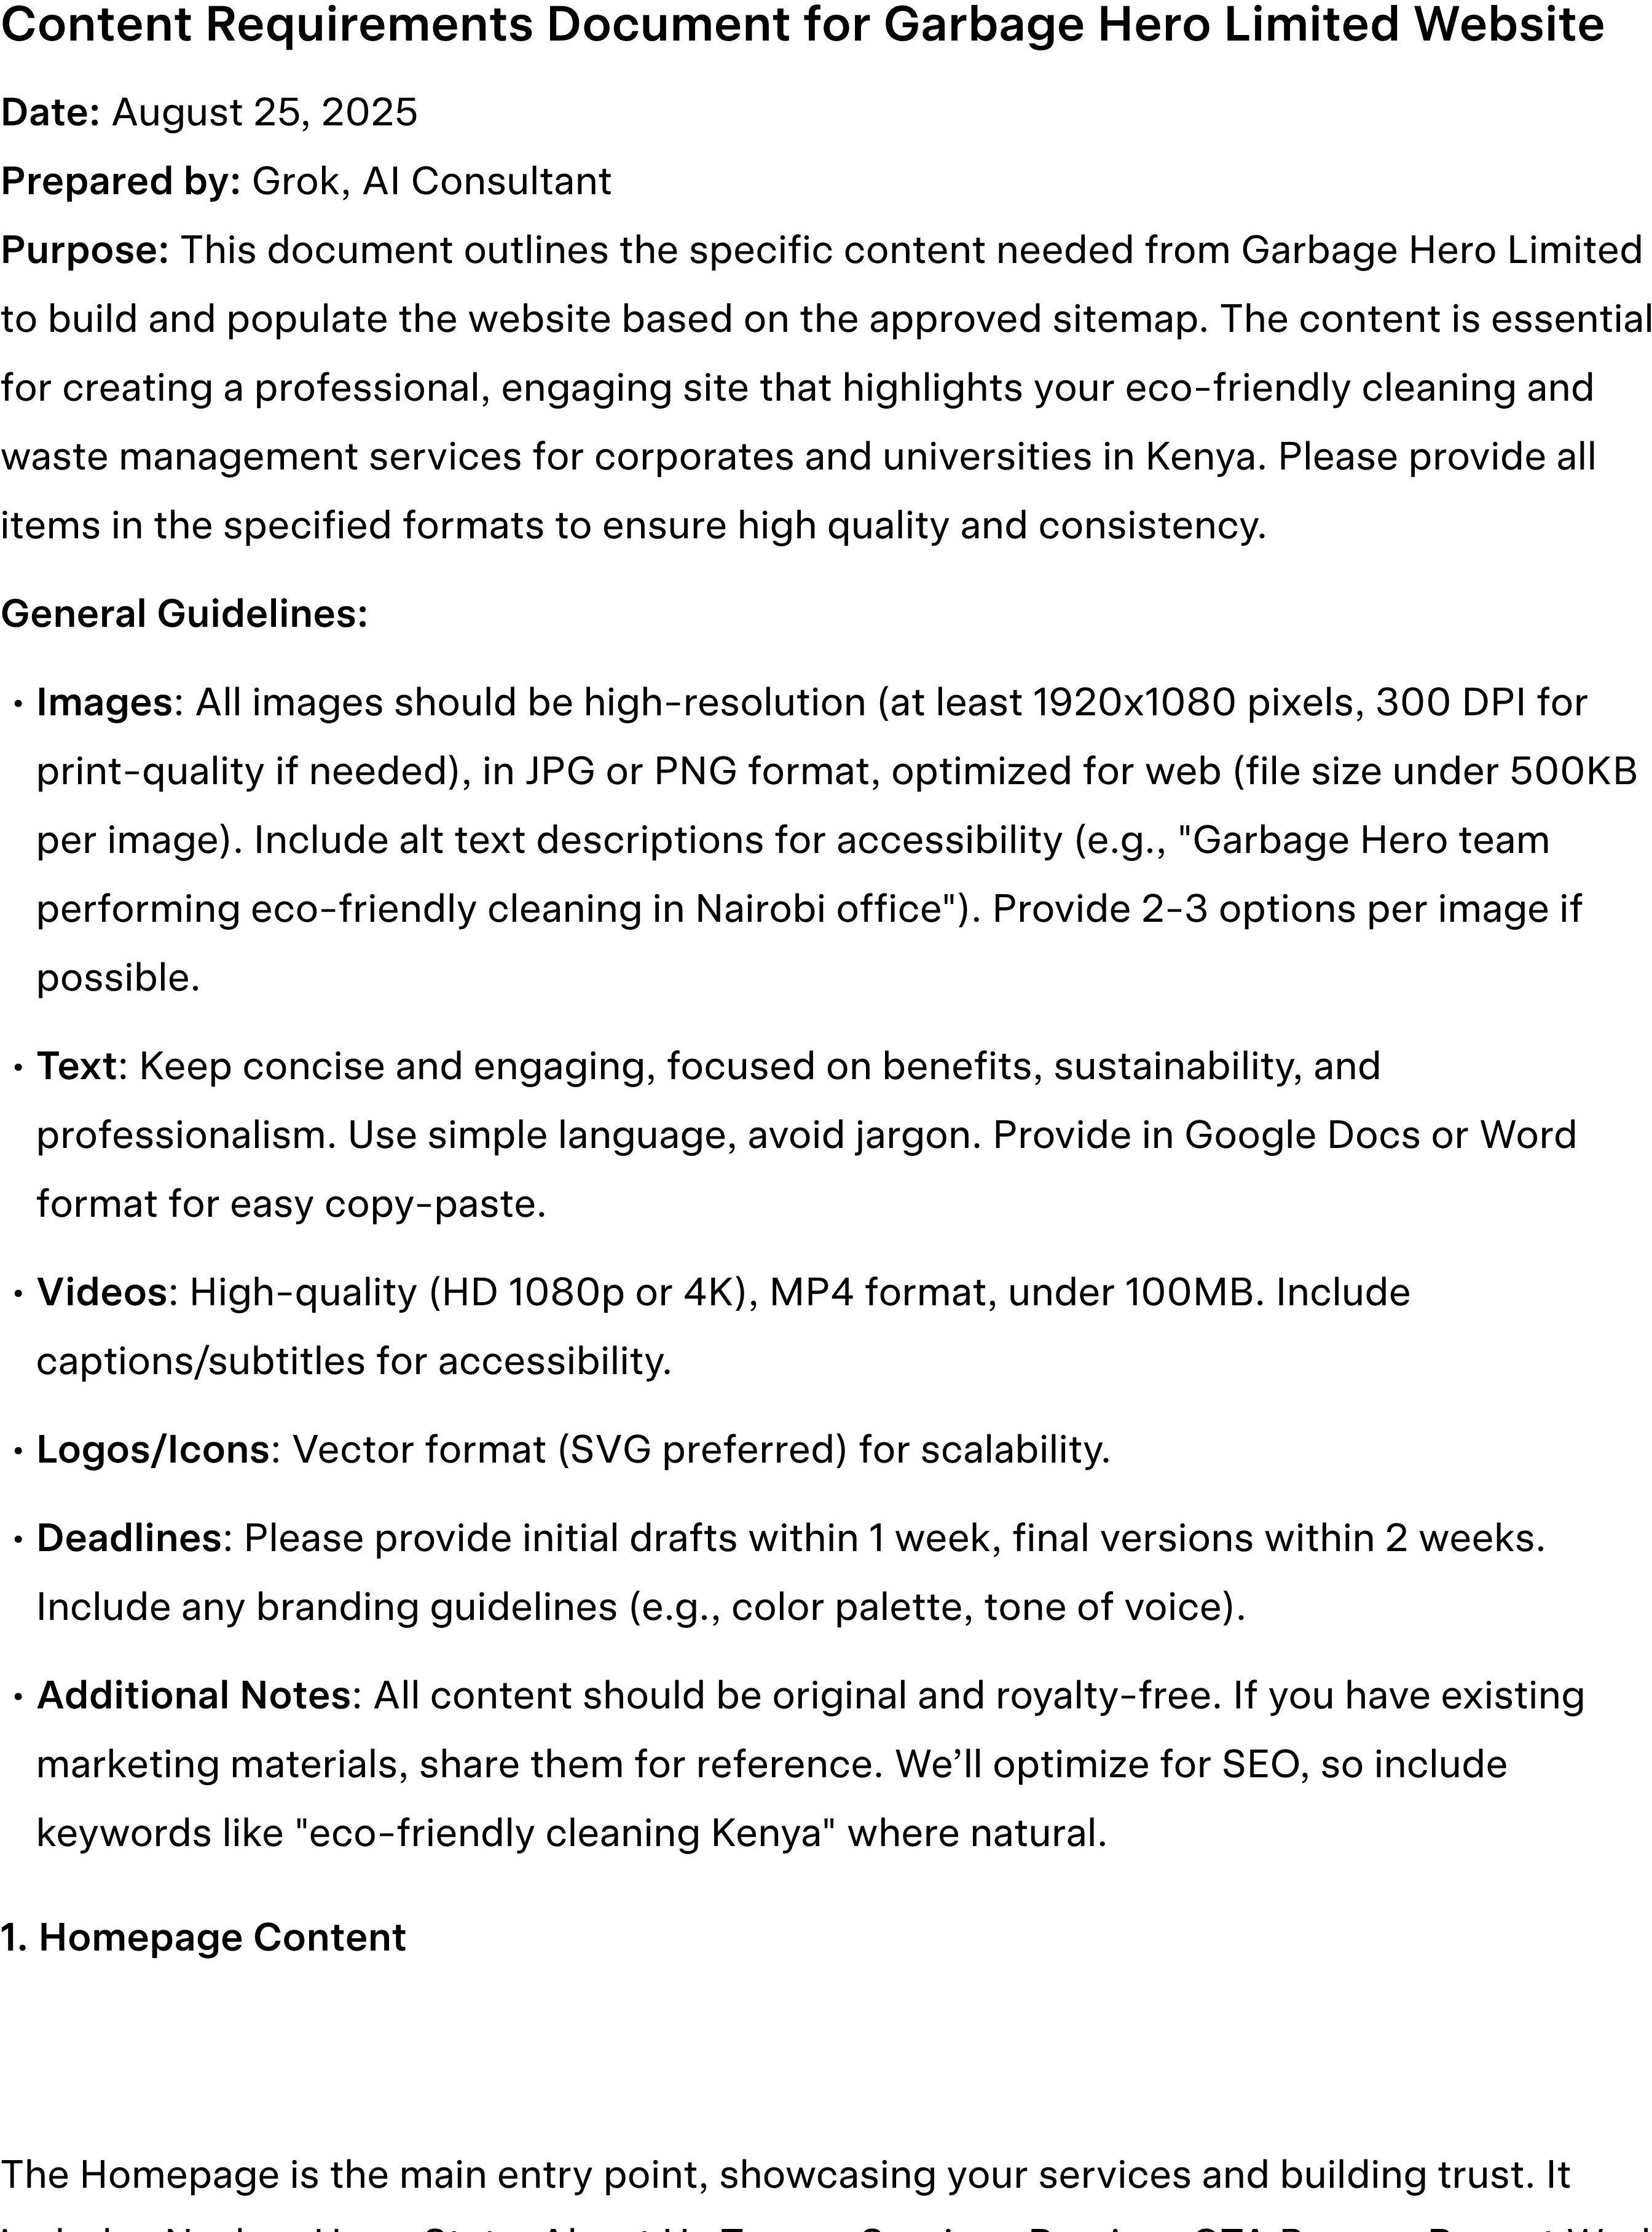 Content Requirements Document for Garbage Hero Limited Website
Date: August 25, 2025
Prepared by: Grok, AI Consultant
Purpose: This document outlines the specific content needed from Garbage Hero Limited
to build and populate the website based on the approved sitemap. The content is essential
for creating a professional, engaging site that highlights your eco-friendly cleaning and
waste management services for corporates and universities in Kenya. Please provide all
items in the specified formats to ensure high quality and consistency.
General Guidelines:
• Images: All images should be high-resolution (at least 1920x1080 pixels, 300 DPI for
print-quality if needed), in JPG or PNG format, optimized for web (file size under 500KB
per image). Include alt text descriptions for accessibility (e.g., "Garbage Hero team
performing eco-friendly cleaning in Nairobi office"). Provide 2-3 options per image if
possible.
• Text: Keep concise and engaging, focused on benefits, sustainability, and
professionalism. Use simple language, avoid jargon. Provide in Google Docs or Word
format for easy copy-paste.
• Videos: High-quality (HD 1080p or 4K), MP4 format, under 100MB. Include
captions/subtitles for accessibility.
• Logos/Icons: Vector format (SVG preferred) for scalability.
• Deadlines: Please provide initial drafts within 1 week, final versions within 2 weeks.
Include any branding guidelines (e.g., color palette, tone of voice).
• Additional Notes: All content should be original and royalty-free. If you have existing
marketing materials, share them for reference. We’ll optimize for SEO, so include
keywords like "eco-friendly cleaning Kenya" where natural.
1. Homepage Content
The Homepage is the main entry point, showcasing your services and building trust. It